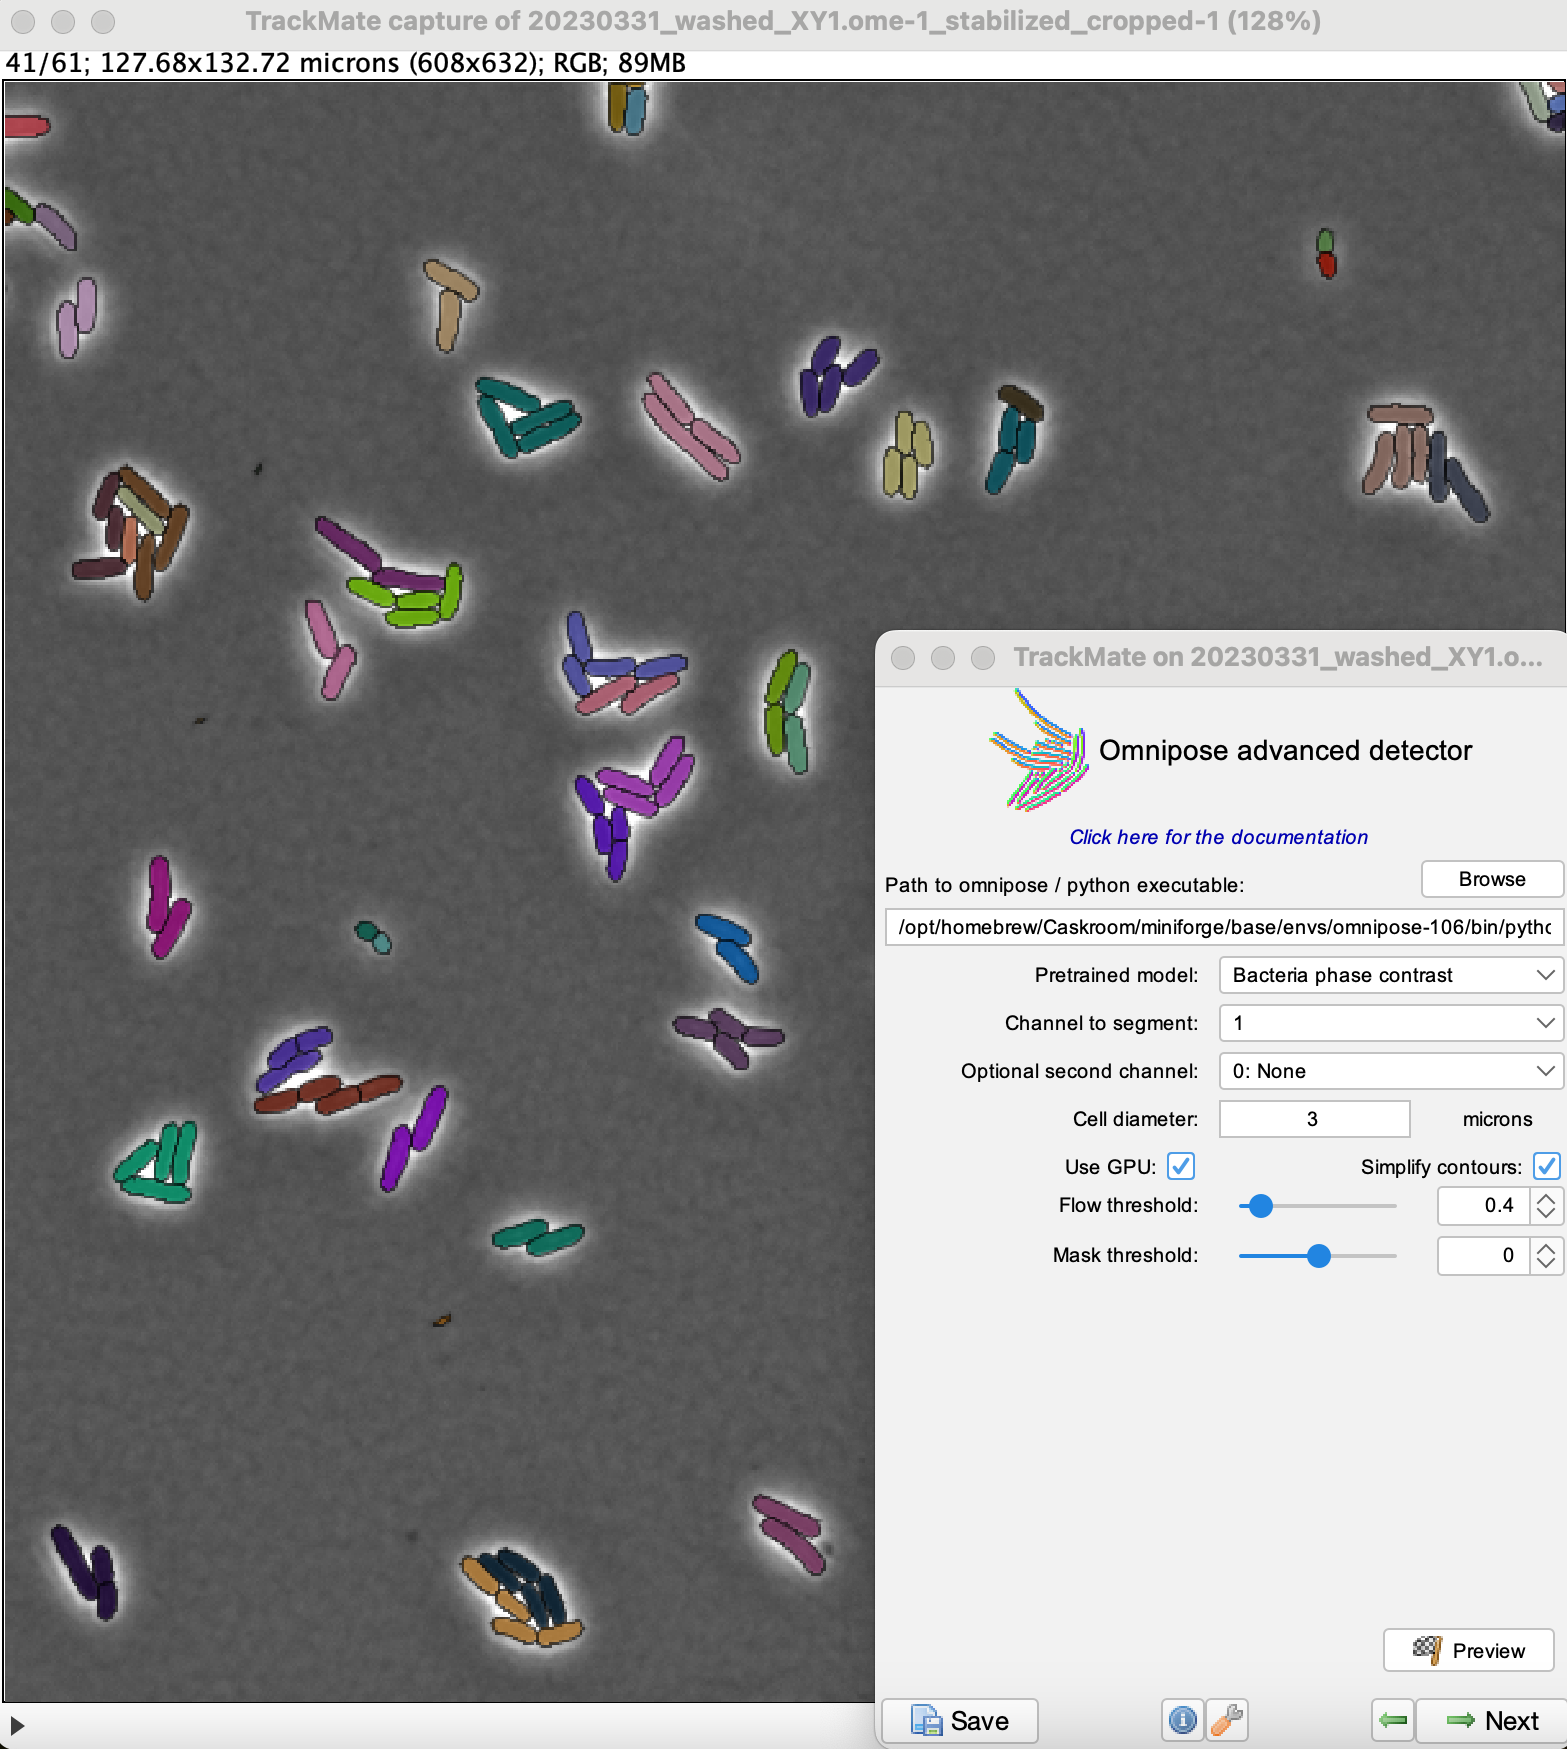 TrackMate capture of 20230331_washed_XY1.ome-1_stabilized_cropped-1 (128%)
41/61; 127.68x132.72 microns (608x632); RGB; 89MB
TrackMate on 20230331_washed_XY1.o...
Omnipose advanced detector
Click here for the documentation
Path to omnipose / python executable:
Browse
/opt/homebrew/Caskroom/miniforge/base/envs/omnipose-106/bin/pytho
Pretrained model: Bacteria phase contrast
Channel to segment: 1
Optional second channel: 0: None
Cell diameter: 3 microns
Use GPU: Simplify contours:
Flow threshold: 0.4
Mask threshold: 0
Preview
Save
Next